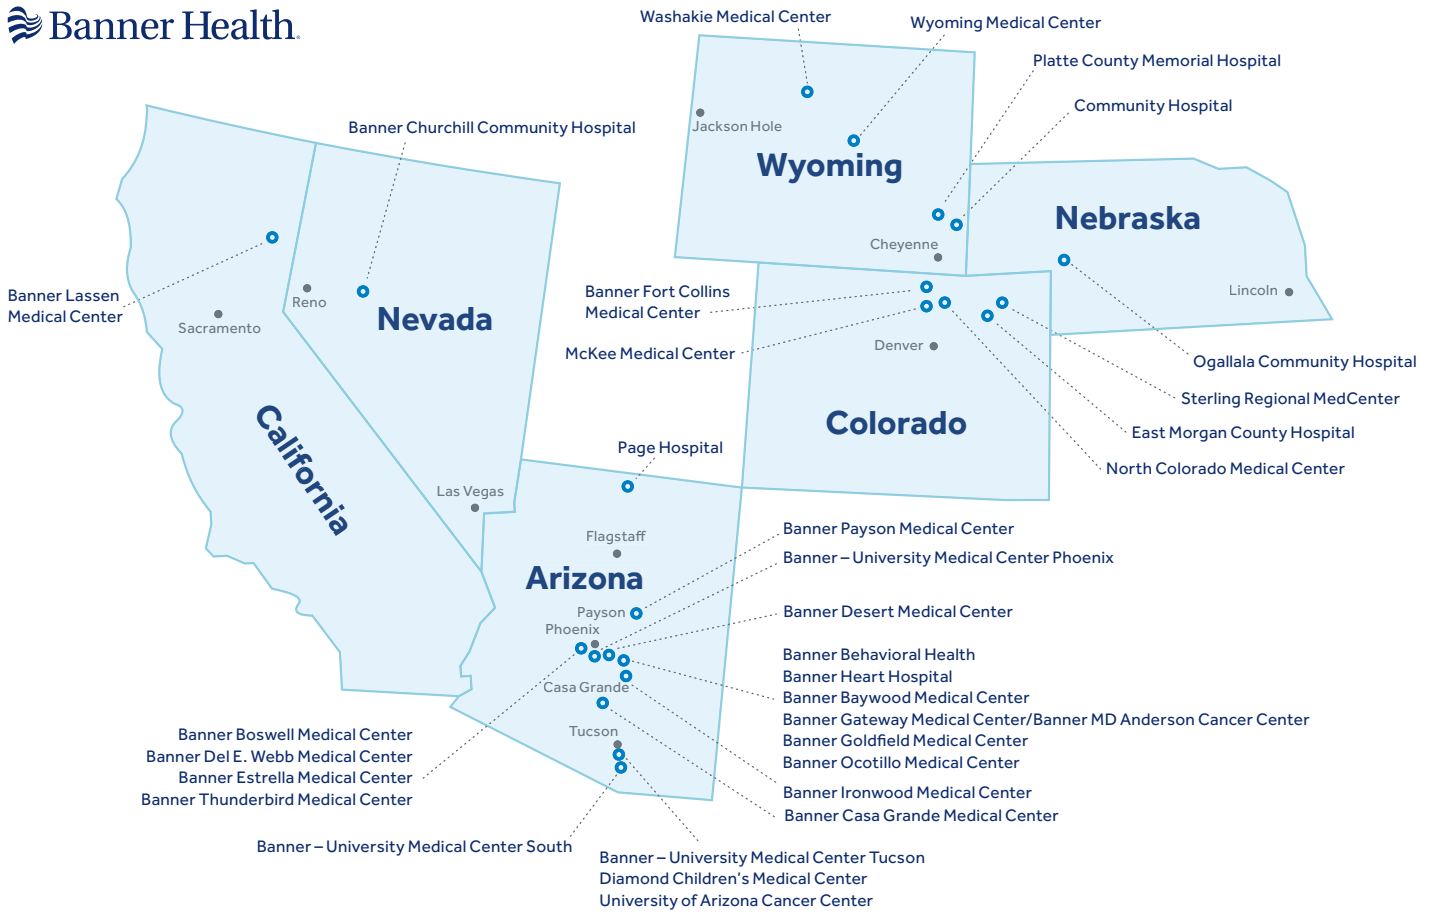 Banner Health.
Washakie Medical Center
Wyoming Medical Center
Platte County Memorial Hospital
Community Hospital
Jackson Hole
Wyoming
Cheyenne
Banner Churchill Community Hospital
Nebraska
Lincoln
Ogallala Community Hospital
Banner Lassen
Medical Center
Reno
Sacramento
Nevada
California
Las Vegas
Banner Fort Collins
Medical Center
McKee Medical Center
Denver
Colorado
Sterling Regional MedCenter
East Morgan County Hospital
North Colorado Medical Center
Page Hospital
Flagstaff
Arizona
Payson
Phoenix
Casa Grande
Tucson
Banner Payson Medical Center
Banner – University Medical Center Phoenix
Banner Desert Medical Center
Banner Behavioral Health
Banner Heart Hospital
Banner Baywood Medical Center
Banner Gateway Medical Center/Banner MD Anderson Cancer Center
Banner Goldfield Medical Center
Banner Ocotillo Medical Center
Banner Ironwood Medical Center
Banner Casa Grande Medical Center
Banner Boswell Medical Center
Banner Del E. Webb Medical Center
Banner Estrella Medical Center
Banner Thunderbird Medical Center
Banner – University Medical Center South
Banner – University Medical Center Tucson
Diamond Children's Medical Center
University of Arizona Cancer Center